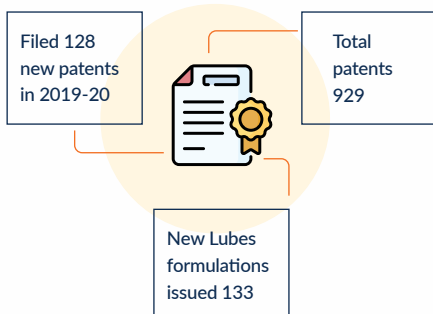 Filed 128
new patents
in 2019-20
Total
patents
929
New Lubes
formulations
issued 133